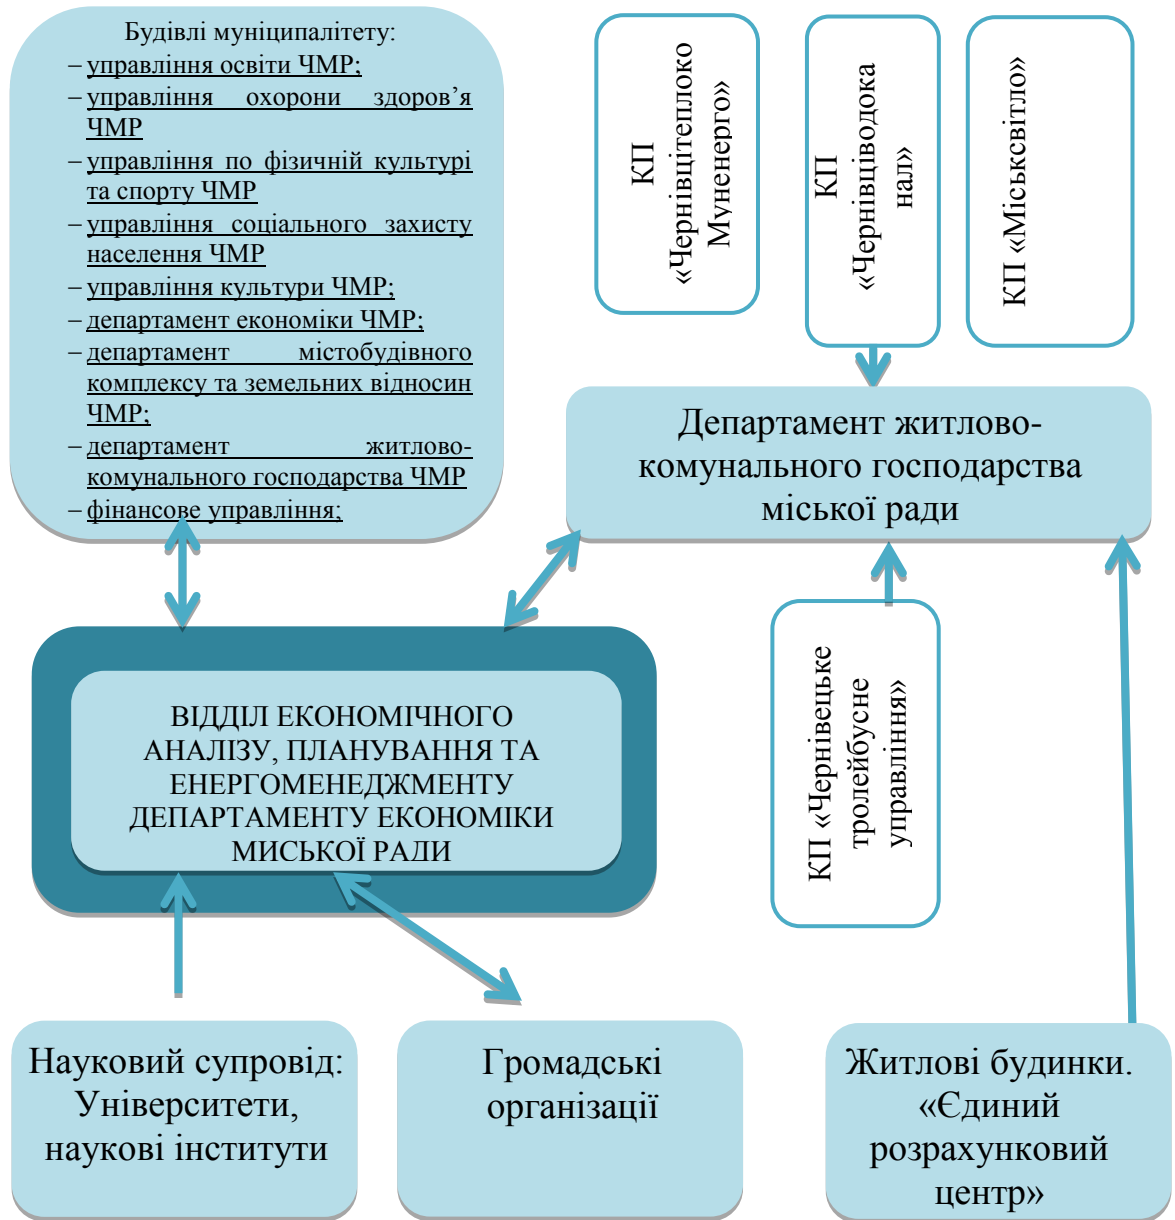 Будівлі муніципалітету:
– управління освіти ЧМР;
– управління охорони здоров’я
ЧМР
– управління по фізичній культурі
та спорту ЧМР
– управління соціального захисту
населення ЧМР
– управління культури ЧМР;
– департамент економіки ЧМР;
– департамент містобудівного
комплексу та земельних відносин
ЧМР;
– департамент житлово-
комунального господарства ЧМР
– фінансове управління;
КП
«Чернівцітеплоко
Муненерго»
КП
«Чернівціводока
нал»
КП «Міськсвітло»
Департамент житлово-
комунального господарства
міської ради
ВІДДІЛ ЕКОНОМІЧНОГО
АНАЛІЗУ, ПЛАНУВАННЯ ТА
ЕНЕРГОМЕНЕДЖМЕНТУ
ДЕПАРТАМЕНТУ ЕКОНОМІКИ
МИСЬКОЇ РАДИ
КП «Чернівецьке
тролейбусне
управління»
Науковий супровід:
Університети,
наукові інститути
Громадські
організації
Житлові будинки.
«Єдиний
розрахунковий
центр»